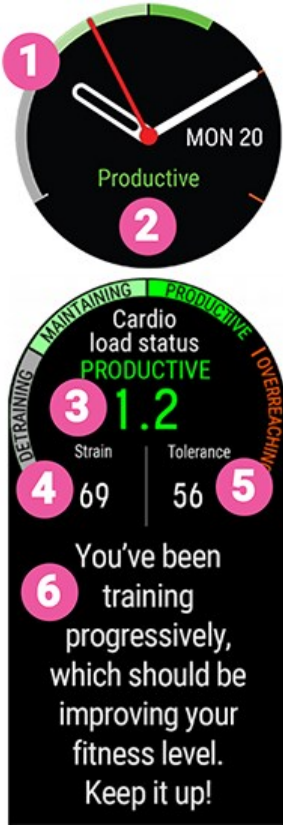 1
MON 20
Productive
2
DETRAINING
MAINTAINING
PRODUCTIVE
OVERREACHING
Cardio
load status
PRODUCTIVE
3
1.2
Strain
Tolerance
4
69
56
5
6
You've been
training
progressively,
which should be
improving your
fitness level.
Keep it up!